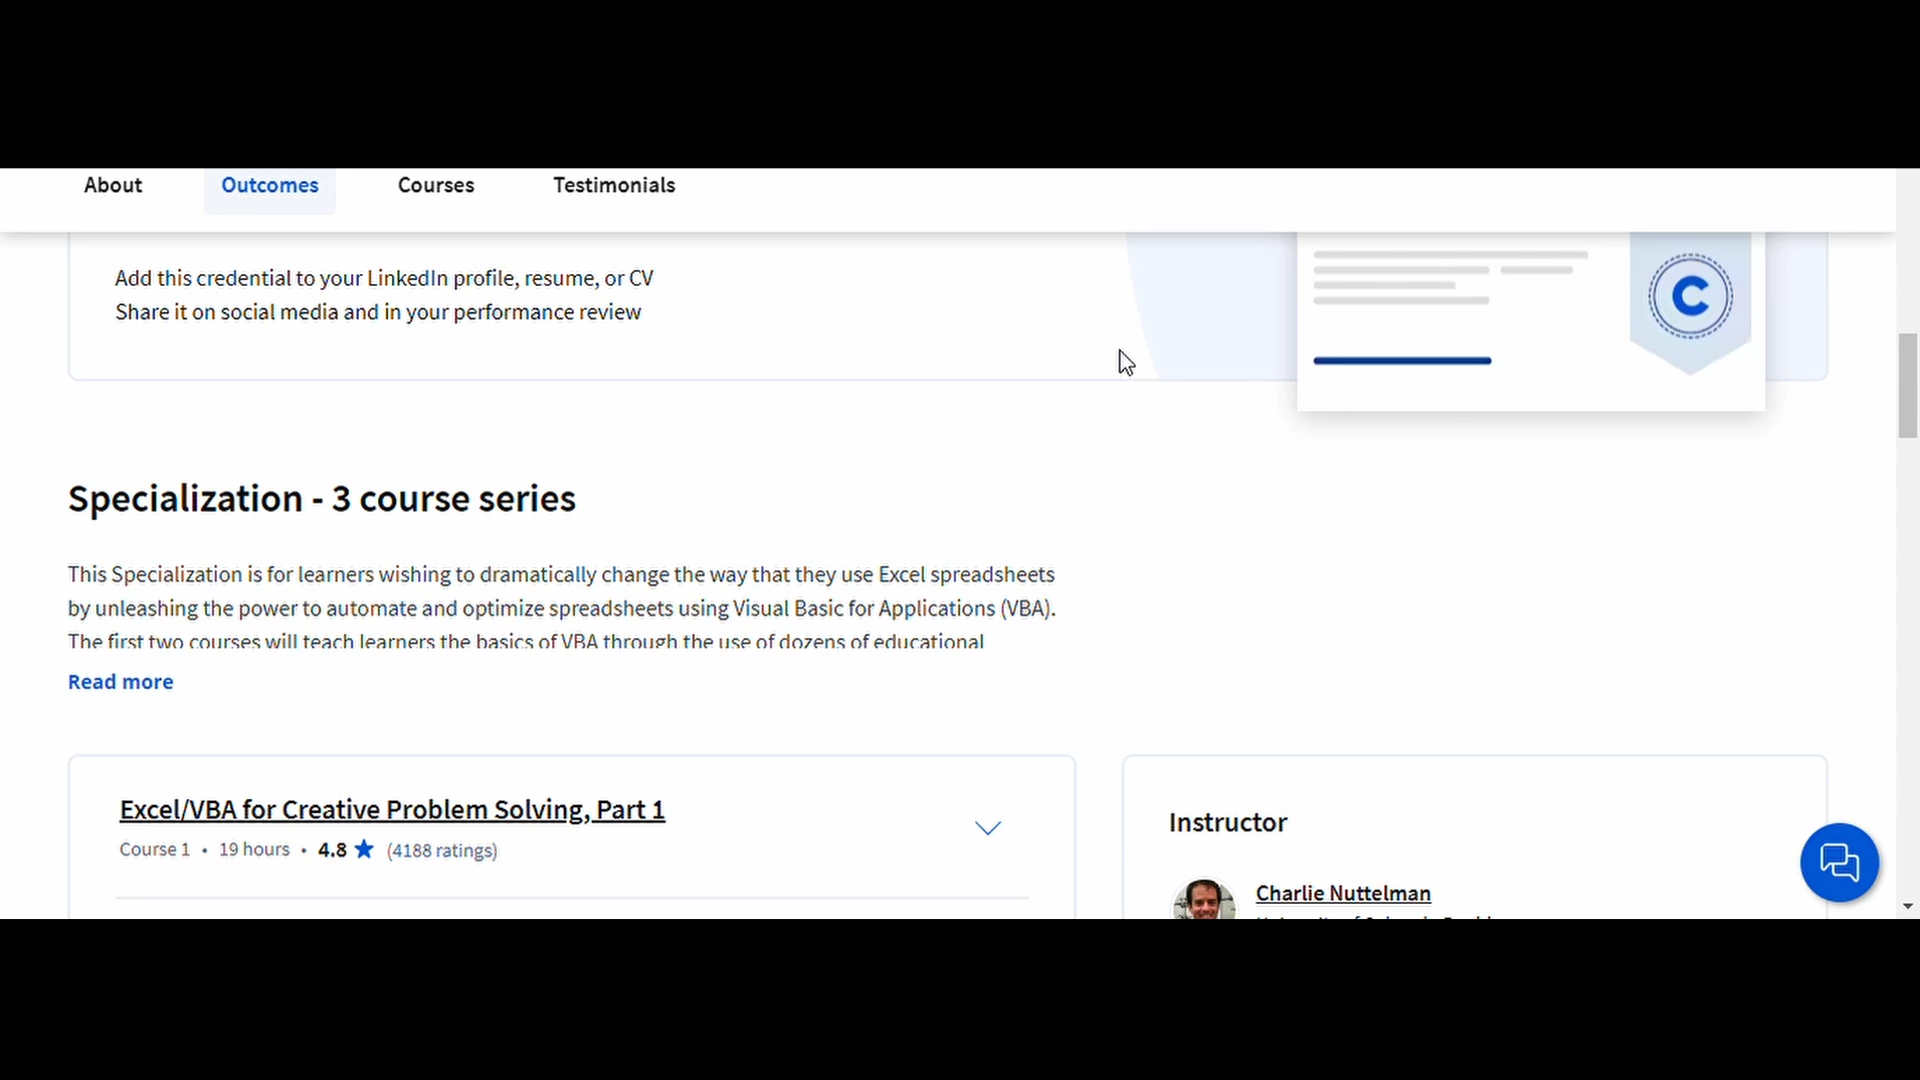 About
Outcomes
Courses
Testimonials
Add this credential to your LinkedIn profile, resume, or CV
Share it on social media and in your performance review
C
Specialization - 3 course series
This Specialization is for learners wishing to dramatically change the way that they use Excel spreadsheets
by unleashing the power to automate and optimize spreadsheets using Visual Basic for Applications (VBA).
The first two courses will teach learners the basics of VBA through the use of dozens of educational
Read more
Excel/VBA for Creative Problem Solving, Part 1
Course 1 • 19 hours • 4.8 ★ (4188 ratings)
Instructor
Charlie Nuttelman